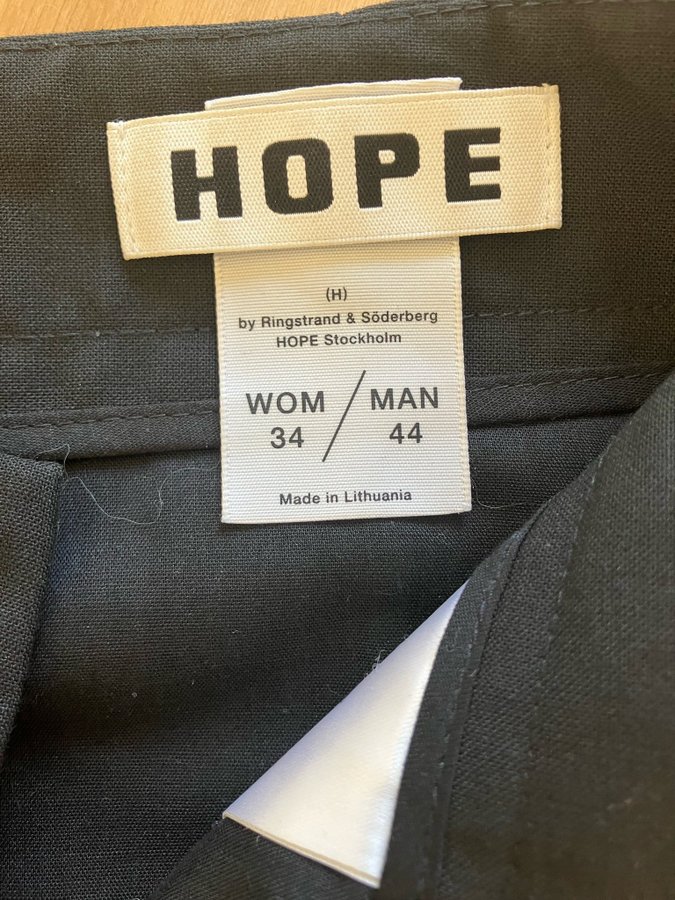 HOPE
(H)
by Ringstrand & Söderberg
HOPE Stockholm
WOM / MAN
34 / 44
Made in Lithuania